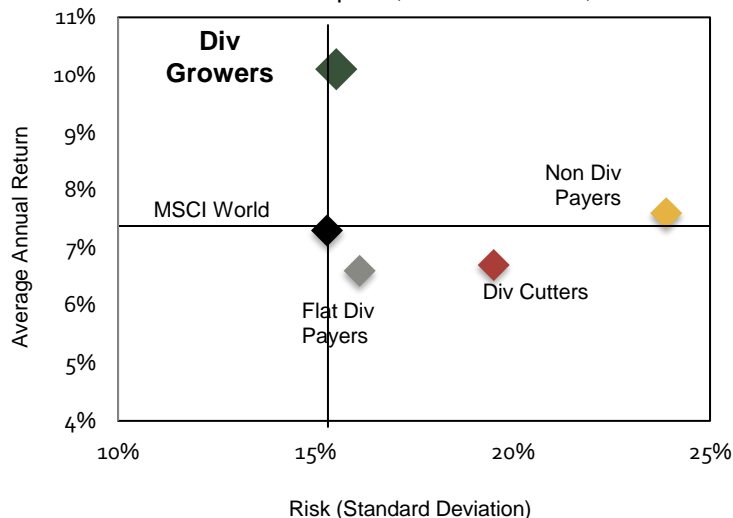 11%
10%
9%
8%
7%
6%
5%
4%
Average Annual Return
Div
Growers
MSCI World
Non Div
Payers
Flat Div
Payers
Div Cutters
10%
15%
20%
25%
Risk (Standard Deviation)